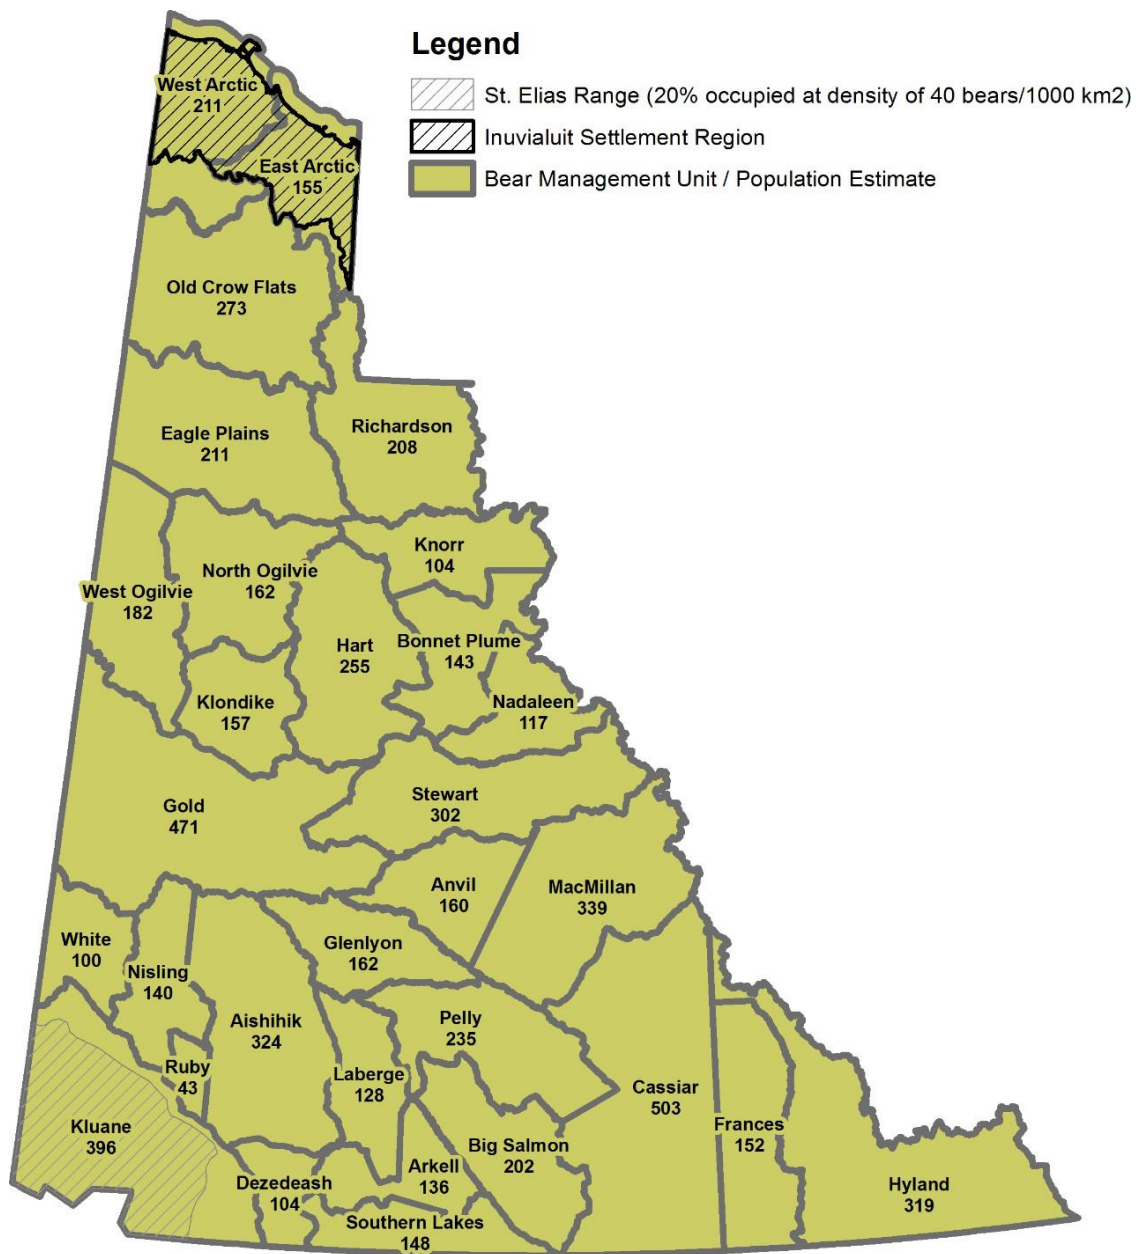 Legend
St. Elias Range (20% occupied at density of 40 bears/1000 km2)
Inuvialuit Settlement Region
Bear Management Unit / Population Estimate
West Arctic
211
East Arctic
155
Old Crow Flats
273
Eagle Plains
211
Richardson
208
Knorr
104
North Ogilvie
162
West Ogilvie
182
Hart
255
Bonnet Plume
143
Klondike
157
Nadaleen
117
Gold
471
Stewart
302
Anvil
160
MacMillan
339
White
100
Nisling
140
Glenlyon
162
Aishihik
324
Pelly
235
Ruby
43
Laberge
128
Cassiar
503
Kluane
396
Frances
152
Big Salmon
202
Arkell
136
Dezedeash
104
Hyland
319
Southern Lakes
148